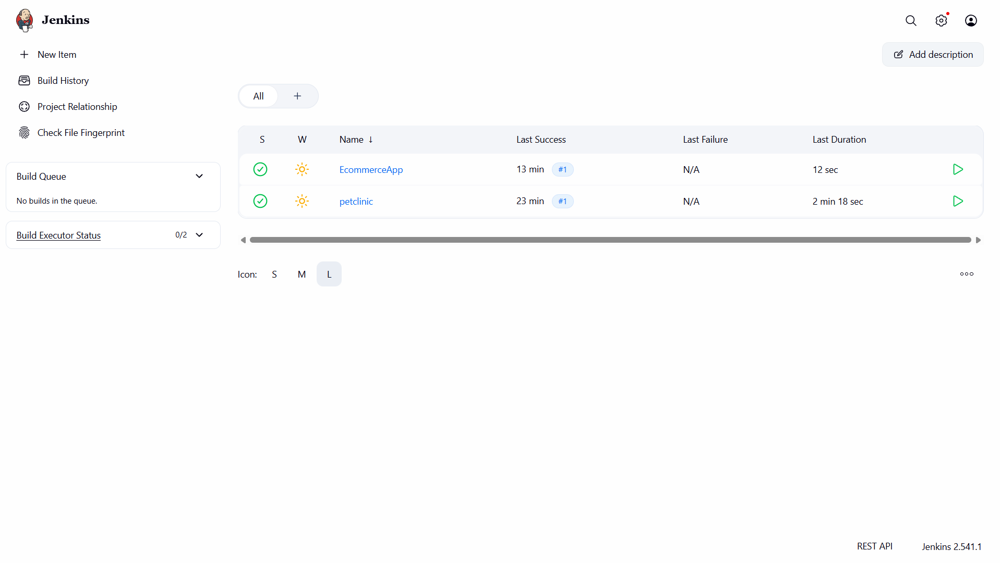 Jenkins
New Item
Add description
Build History
All
Project Relationship
Check File Fingerprint
S W Name ↓ Last Success Last Failure Last Duration
EcommerceApp 13 min #1 N/A 12 sec
petclinic 23 min #1 N/A 2 min 18 sec
Build Queue
No builds in the queue.
Build Executor Status 0/2
Icon: S M L
REST API Jenkins 2.541.1